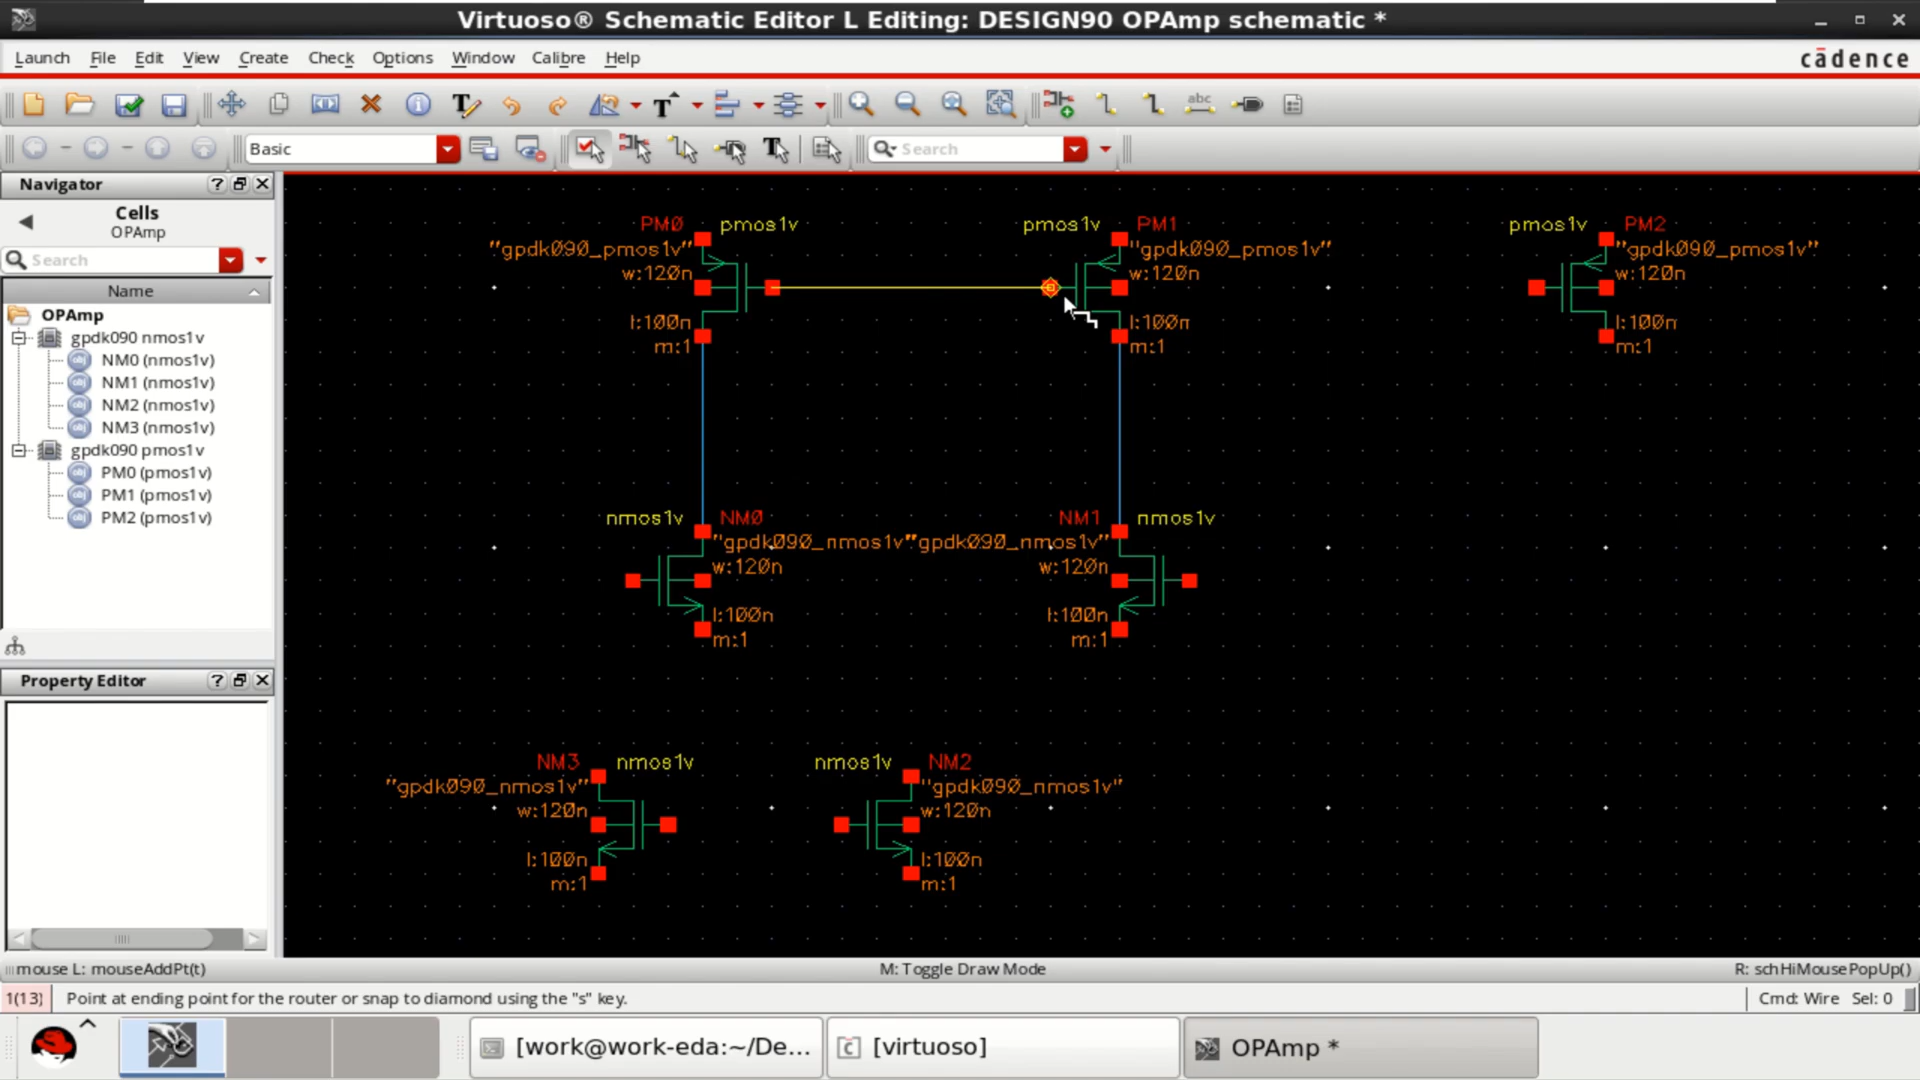 Virtuoso® Schematic Editor L Editing: DESIGN90 OPAmp schematic *
Launch File Edit View Create Check Options Window Calibre Help
cādence
abc
Basic
Search
Navigator
Cells
OPAmp
Search
Name
OPAmp
gpdk090 nmos1v
NM0 (nmos1v)
NM1 (nmos1v)
NM2 (nmos1v)
NM3 (nmos1v)
gpdk090 pmos1v
PM0 (pmos1v)
PM1 (pmos1v)
PM2 (pmos1v)
Property Editor
PM0 pmos1v
"gpdk090_pmos1v"
w:120n
l:100n
m:1
pmos1v PM1
"gpdk090_pmos1v"
w:120n
l:100n
m:1
pmos1v PM2
"gpdk090_pmos1v"
w:120n
l:100n
m:1
nmos1v NM0
"gpdk090_nmos1v"
w:120n
l:100n
m:1
NM1 nmos1v
"gpdk090_nmos1v"
w:120n
l:100n
m:1
NM3 nmos1v
"gpdk090_nmos1v"
w:120n
l:100n
m:1
nmos1v NM2
"gpdk090_nmos1v"
w:120n
l:100n
m:1
mouse L: mouseAddPt(t) M: Toggle Draw Mode R: schHiMousePopUp()
1(13) Point at ending point for the router or snap to diamond using the "s" key. Cmd: Wire Sel: 0
[work@work-eda:~/De... [virtuoso] OPAmp *